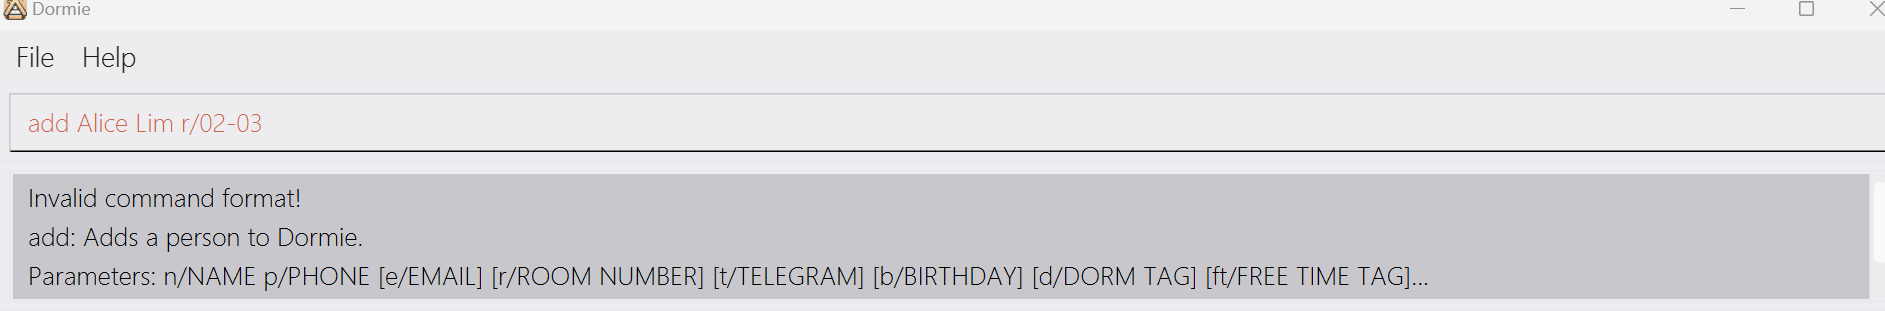 Dormie
File Help
add Alice Lim r/02-03
Invalid command format!
add: Adds a person to Dormie.
Parameters: n/NAME p/PHONE [e/EMAIL] [r/ROOM NUMBER] [t/TELEGRAM] [b/BIRTHDAY] [d/DORM TAG] [ft/FREE TIME TAG]...